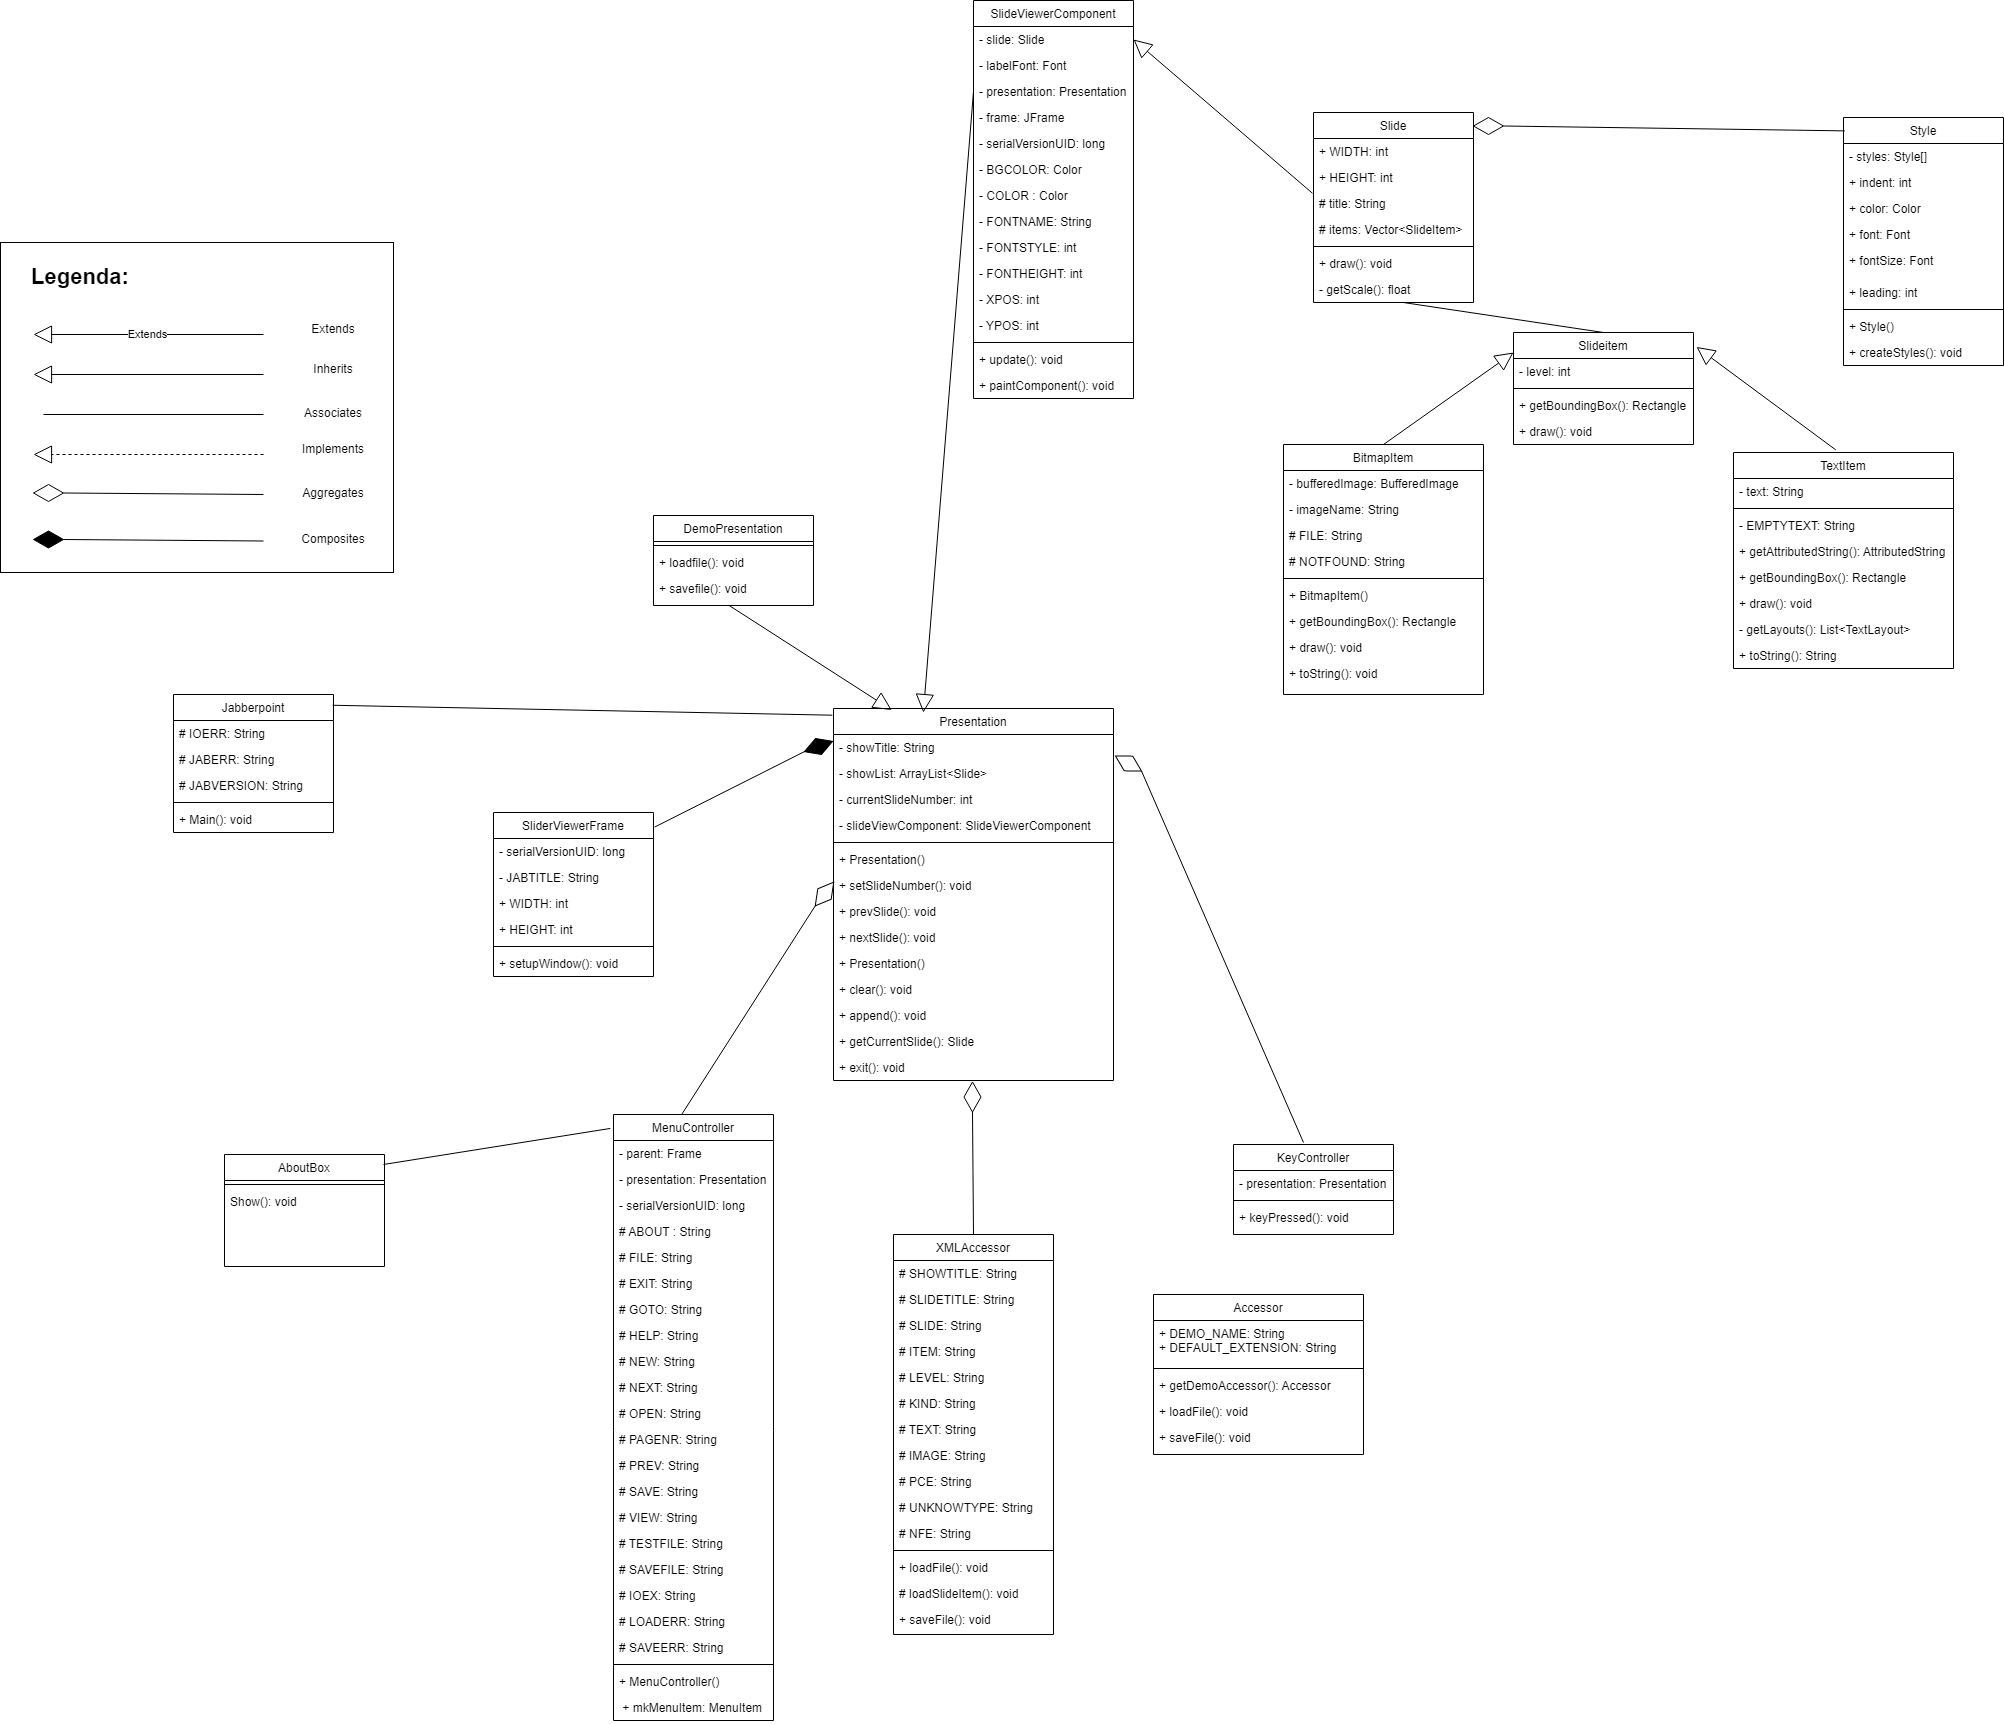 SlideViewerComponent
- slide: Slide
- labelFont: Font
- presentation: Presentation
- frame: JFrame
- serialVersionUID: long
- BGCOLOR: Color
- COLOR : Color
- FONTNAME: String
- FONTSTYLE: int
- FONTHEIGHT: int
- XPOS: int
- YPOS: int
+ update(): void
+ paintComponent(): void
Slide
+ WIDTH: int
+ HEIGHT: int
# title: String
# items: Vector<SlideItem>
+ draw(): void
- getScale(): float
Style
- styles: Style[]
+ indent: int
+ color: Color
+ font: Font
+ fontSize: Font
+ leading: int
+ Style()
+ createStyles(): void
Legenda:
Extends
Extends
Inherits
Associates
Implements
Aggregates
Composites
Slideitem
- level: int
+ getBoundingBox(): Rectangle
+ draw(): void
BitmapItem
- bufferedImage: BufferedImage
- imageName: String
# FILE: String
# NOTFOUND: String
+ BitmapItem()
+ getBoundingBox(): Rectangle
+ draw(): void
+ toString(): void
TextItem
- text: String
- EMPTYTEXT: String
+ getAttributedString(): AttributedString
+ getBoundingBox(): Rectangle
+ draw(): void
- getLayouts(): List<TextLayout>
+ toString(): String
DemoPresentation
+ loadfile(): void
+ savefile(): void
Jabberpoint
# IOERR: String
# JABERR: String
# JABVERSION: String
+ Main(): void
Presentation
- showTitle: String
- showList: ArrayList<Slide>
- currentSlideNumber: int
- slideViewComponent: SlideViewerComponent
+ Presentation()
+ setSlideNumber(): void
+ prevSlide(): void
+ nextSlide(): void
+ Presentation()
+ clear(): void
+ append(): void
+ getCurrentSlide(): Slide
+ exit(): void
SliderViewerFrame
- serialVersionUID: long
- JABTITLE: String
+ WIDTH: int
+ HEIGHT: int
+ setupWindow(): void
AboutBox
Show(): void
MenuController
- parent: Frame
- presentation: Presentation
- serialVersionUID: long
# ABOUT : String
# FILE: String
# EXIT: String
# GOTO: String
# HELP: String
# NEW: String
# NEXT: String
# OPEN: String
# PAGENR: String
# PREV: String
# SAVE: String
# VIEW: String
# TESTFILE: String
# SAVEFILE: String
# IOEX: String
# LOADERR: String
# SAVEERR: String
+ MenuController()
+ mkMenuItem: MenuItem
XMLAccessor
# SHOWTITLE: String
# SLIDETITLE: String
# SLIDE: String
# ITEM: String
# LEVEL: String
# KIND: String
# TEXT: String
# IMAGE: String
# PCE: String
# UNKNOWTYPE: String
# NFE: String
+ loadFile(): void
# loadSlideItem(): void
+ saveFile(): void
KeyController
- presentation: Presentation
+ keyPressed(): void
Accessor
+ DEMO_NAME: String
+ DEFAULT_EXTENSION: String
+ getDemoAccessor(): Accessor
+ loadFile(): void
+ saveFile(): void